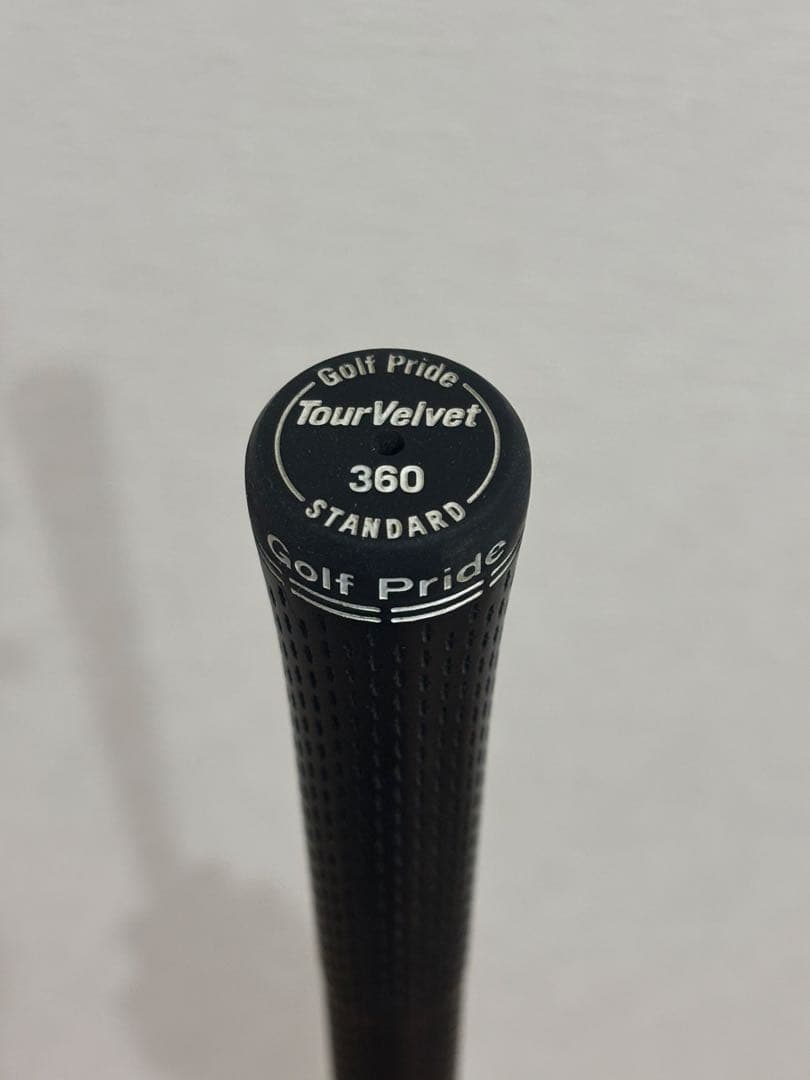 Golf Pride
TourVelvet
360
STANDARD
Golf Pride